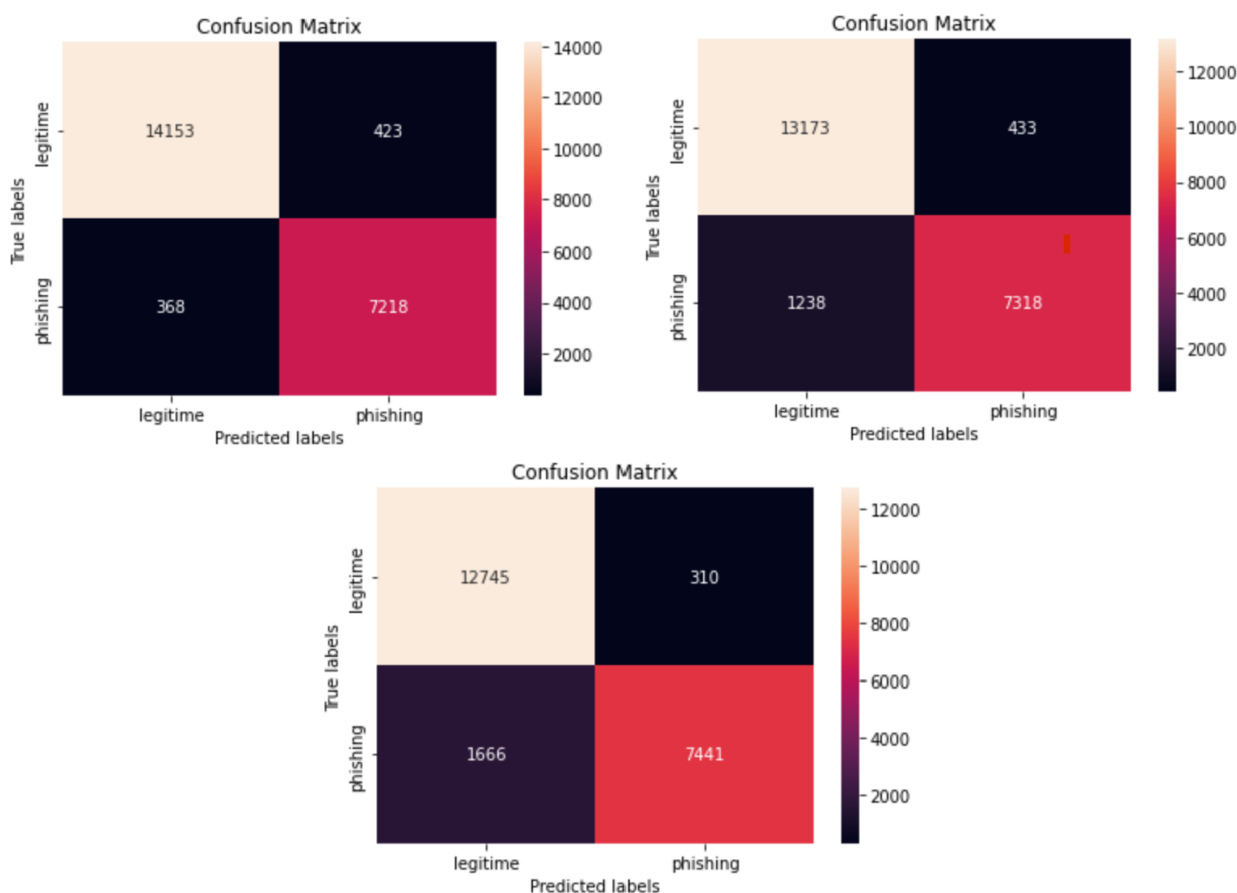 Confusion Matrix
14000
12000
10000
8000
6000
4000
2000
legitime
phishing
True labels
14153 423
368 7218
legitime phishing
Predicted labels
Confusion Matrix
12000
10000
8000
6000
4000
2000
legitime
phishing
True labels
13173 433
1238 7318
legitime phishing
Predicted labels
Confusion Matrix
12000
10000
8000
6000
4000
2000
legitime
phishing
True labels
12745 310
1666 7441
legitime phishing
Predicted labels